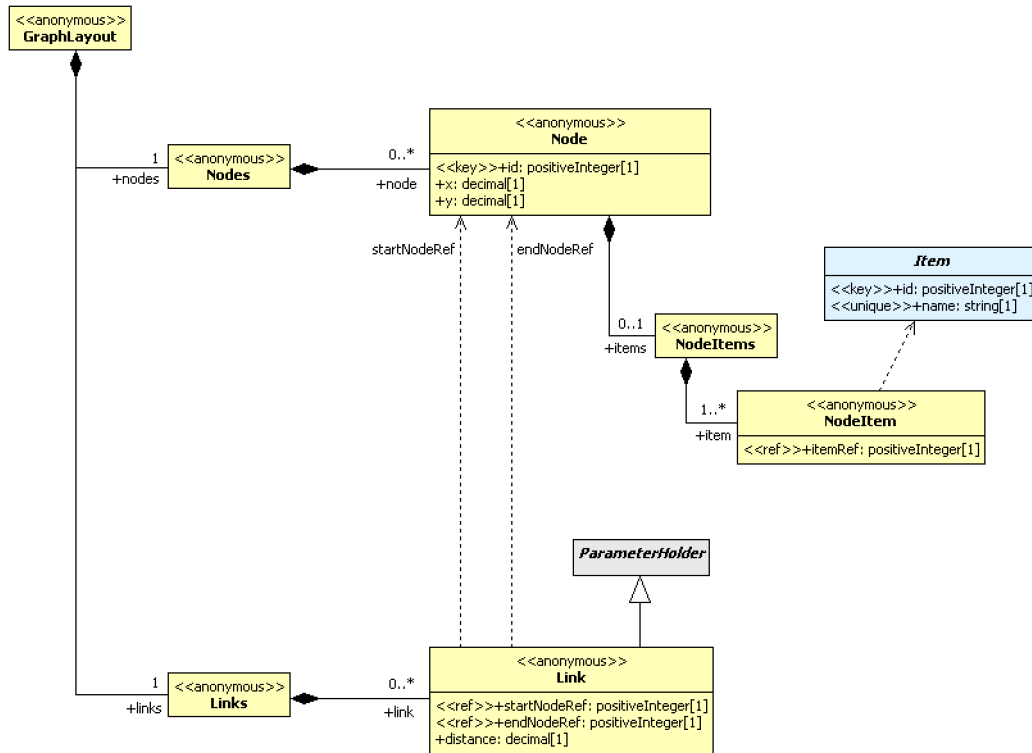 <<anonymous>>
GraphLayout
<<anonymous>>
Nodes
1
+nodes
<<anonymous>>
Node
<<key>>+id: positiveInteger[1]
+x: decimal[1]
+y: decimal[1]
0..*
+node
startNodeRef
endNodeRef
Item
<<key>>+id: positiveInteger[1]
<<unique>>+name: string[1]
0..1
+items
<<anonymous>>
NodeItems
1..*
+item
<<anonymous>>
NodeItem
<<ref>>+itemRef: positiveInteger[1]
ParameterHolder
1
+links
<<anonymous>>
Links
0..*
+link
<<anonymous>>
Link
<<ref>>+startNodeRef: positiveInteger[1]
<<ref>>+endNodeRef: positiveInteger[1]
+distance: decimal[1]